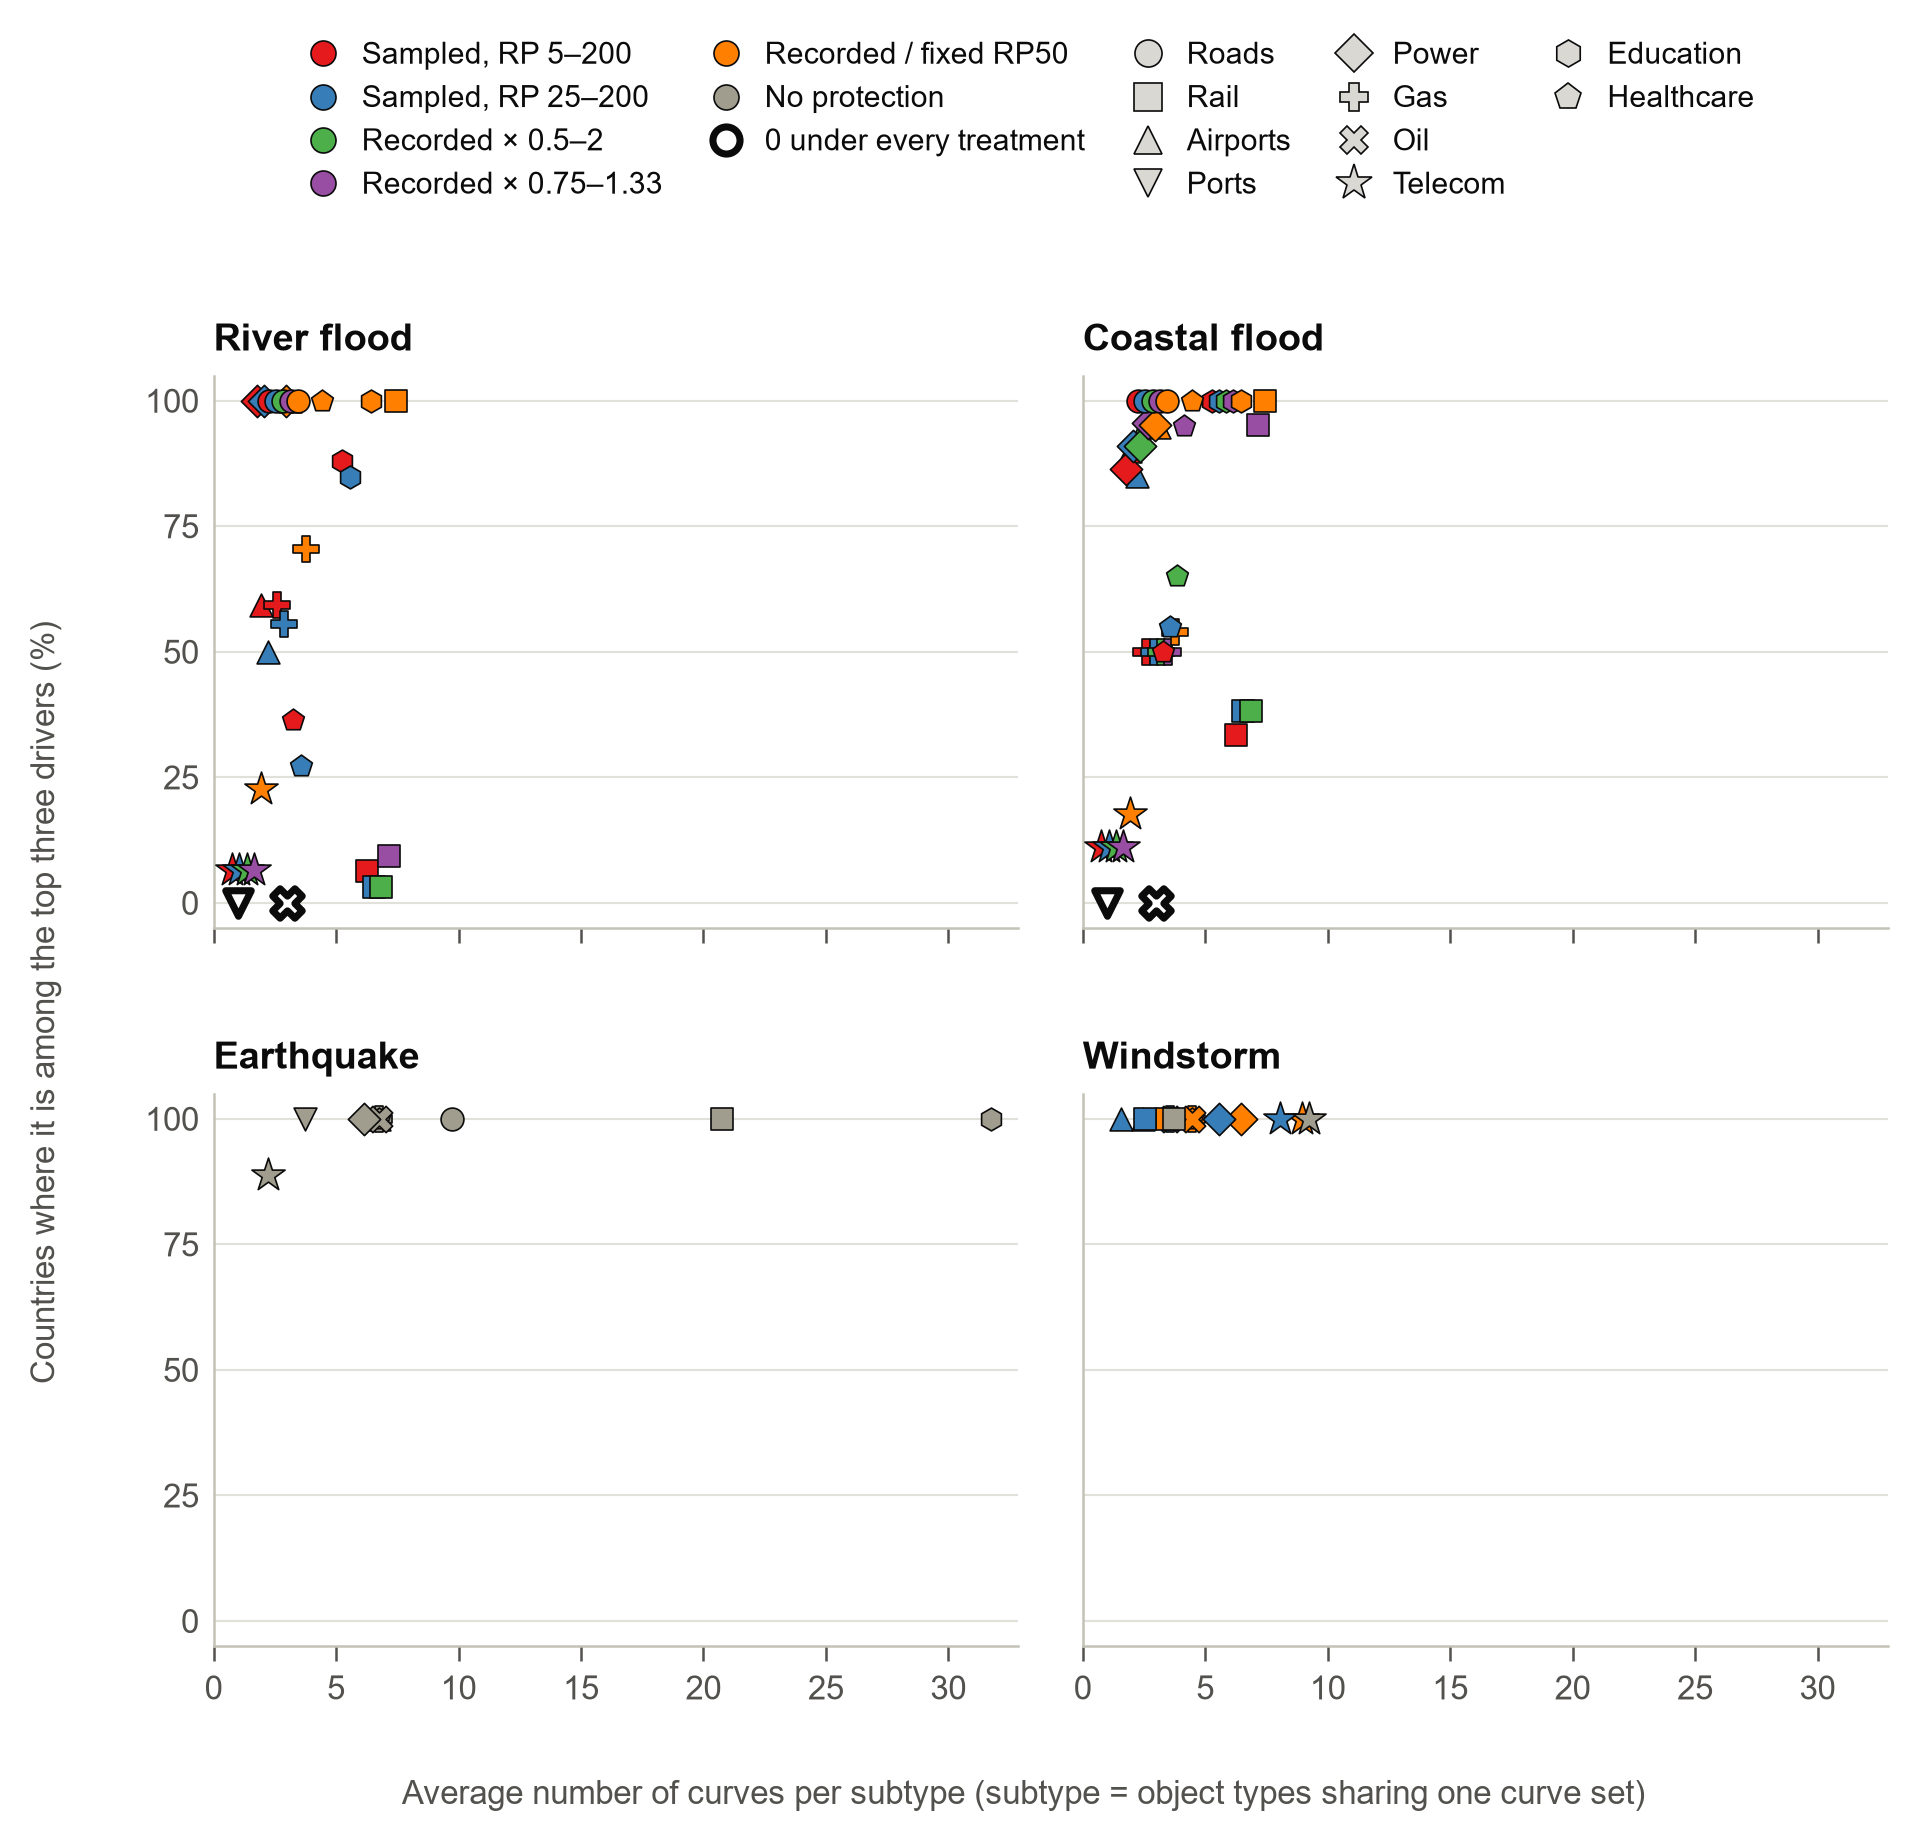 Sampled, RP 5–200
Sampled, RP 25–200
Recorded × 0.5–2
Recorded × 0.75–1.33
Recorded / fixed RP50
No protection
0 under every treatment
Roads
Rail
Airports
Ports
Power
Gas
Oil
Telecom
Education
Healthcare
River flood
Coastal flood
100
75
50
25
0
Earthquake
Windstorm
100
75
50
25
0
0 5 10 15 20 25 30
0 5 10 15 20 25 30
Countries where it is among the top three drivers (%)
Average number of curves per subtype (subtype = object types sharing one curve set)